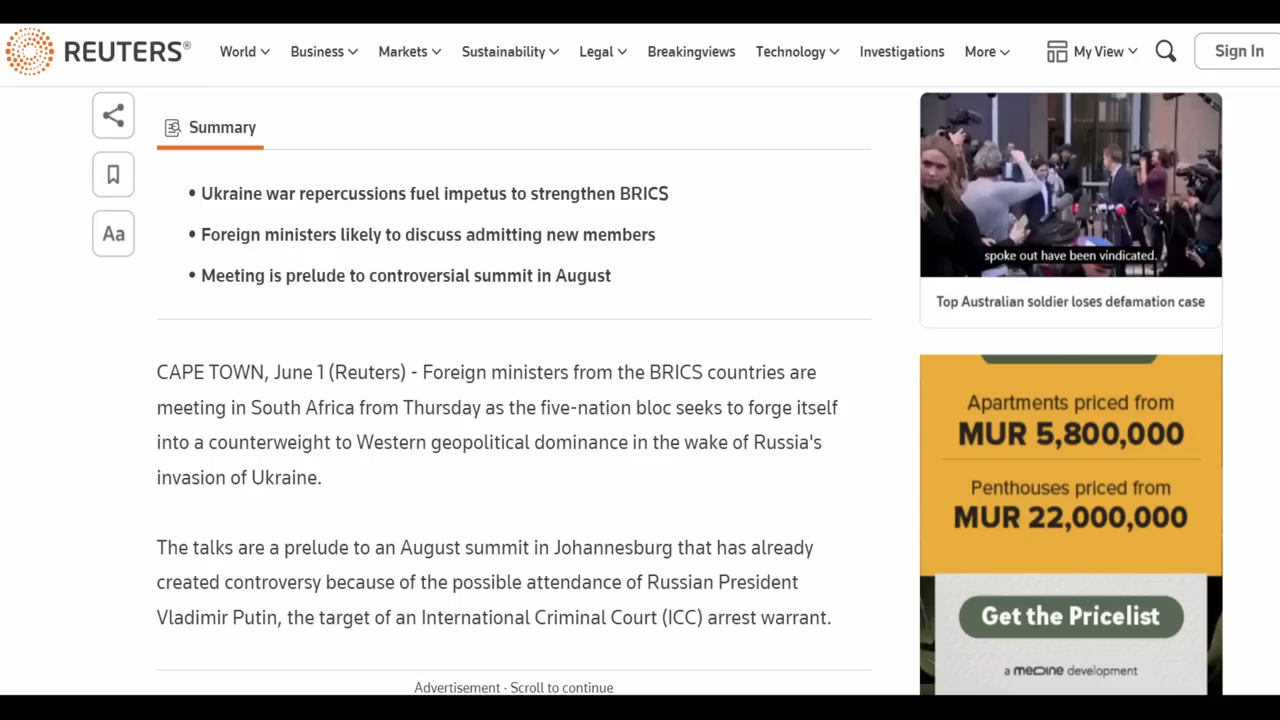 REUTERS®
World Business Markets Sustainability Legal Breakingviews Technology Investigations More My View Sign In
Summary
• Ukraine war repercussions fuel impetus to strengthen BRICS
• Foreign ministers likely to discuss admitting new members
• Meeting is prelude to controversial summit in August
Aa
CAPE TOWN, June 1 (Reuters) - Foreign ministers from the BRICS countries are
meeting in South Africa from Thursday as the five-nation bloc seeks to forge itself
into a counterweight to Western geopolitical dominance in the wake of Russia's
invasion of Ukraine.
The talks are a prelude to an August summit in Johannesburg that has already
created controversy because of the possible attendance of Russian President
Vladimir Putin, the target of an International Criminal Court (ICC) arrest warrant.
Advertisement · Scroll to continue
spoke out have been vindicated.
Top Australian soldier loses defamation case
Apartments priced from
MUR 5,800,000
Penthouses priced from
MUR 22,000,000
Get the Pricelist
a medine development